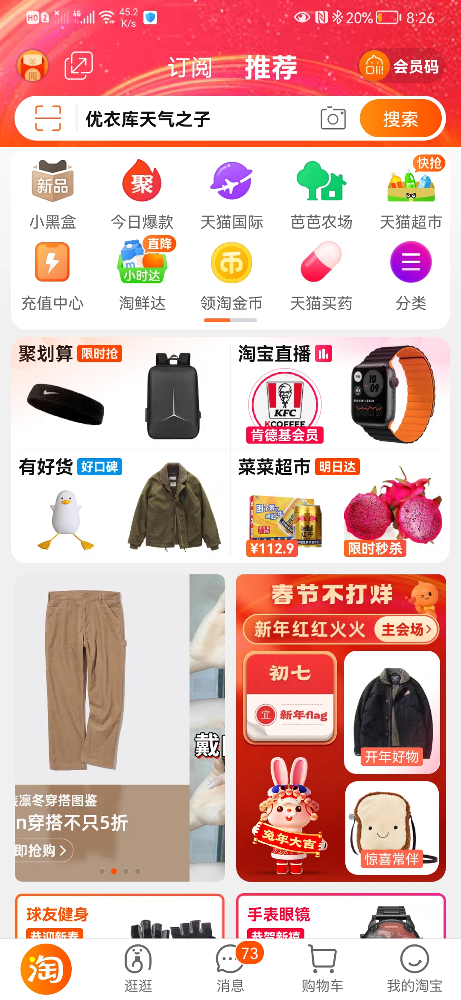 HD 2 4G 45.2 K/s 20% 8:26
開
订阅 推荐 会员码
优衣库天气之子 搜索
新品 聚 快抢
小黑盒 今日爆款 天猫国际 芭芭农场 天猫超市
直降
m 小时达 币
充值中心 淘鲜达 领淘金币 天猫买药 分类
聚划算 限时抢 淘宝直播
KFC
KCOFFEE
肯德基会员
10
09
有好货 好口碑 菜菜超市 明日达
困了累了
喝红牛
RedBull
红牛
¥112.9 限时秒杀
春节不打烊
新年红红火火 主会场
初七
宜 新年flag
戴
开年好物
凛冬穿搭图鉴
n穿搭不只5折
即抢购
兔年大吉
惊喜常伴
球友健身 手表眼镜
恭迎新春 恭贺新禧
淘 逛逛 73 消息 购物车 我的淘宝